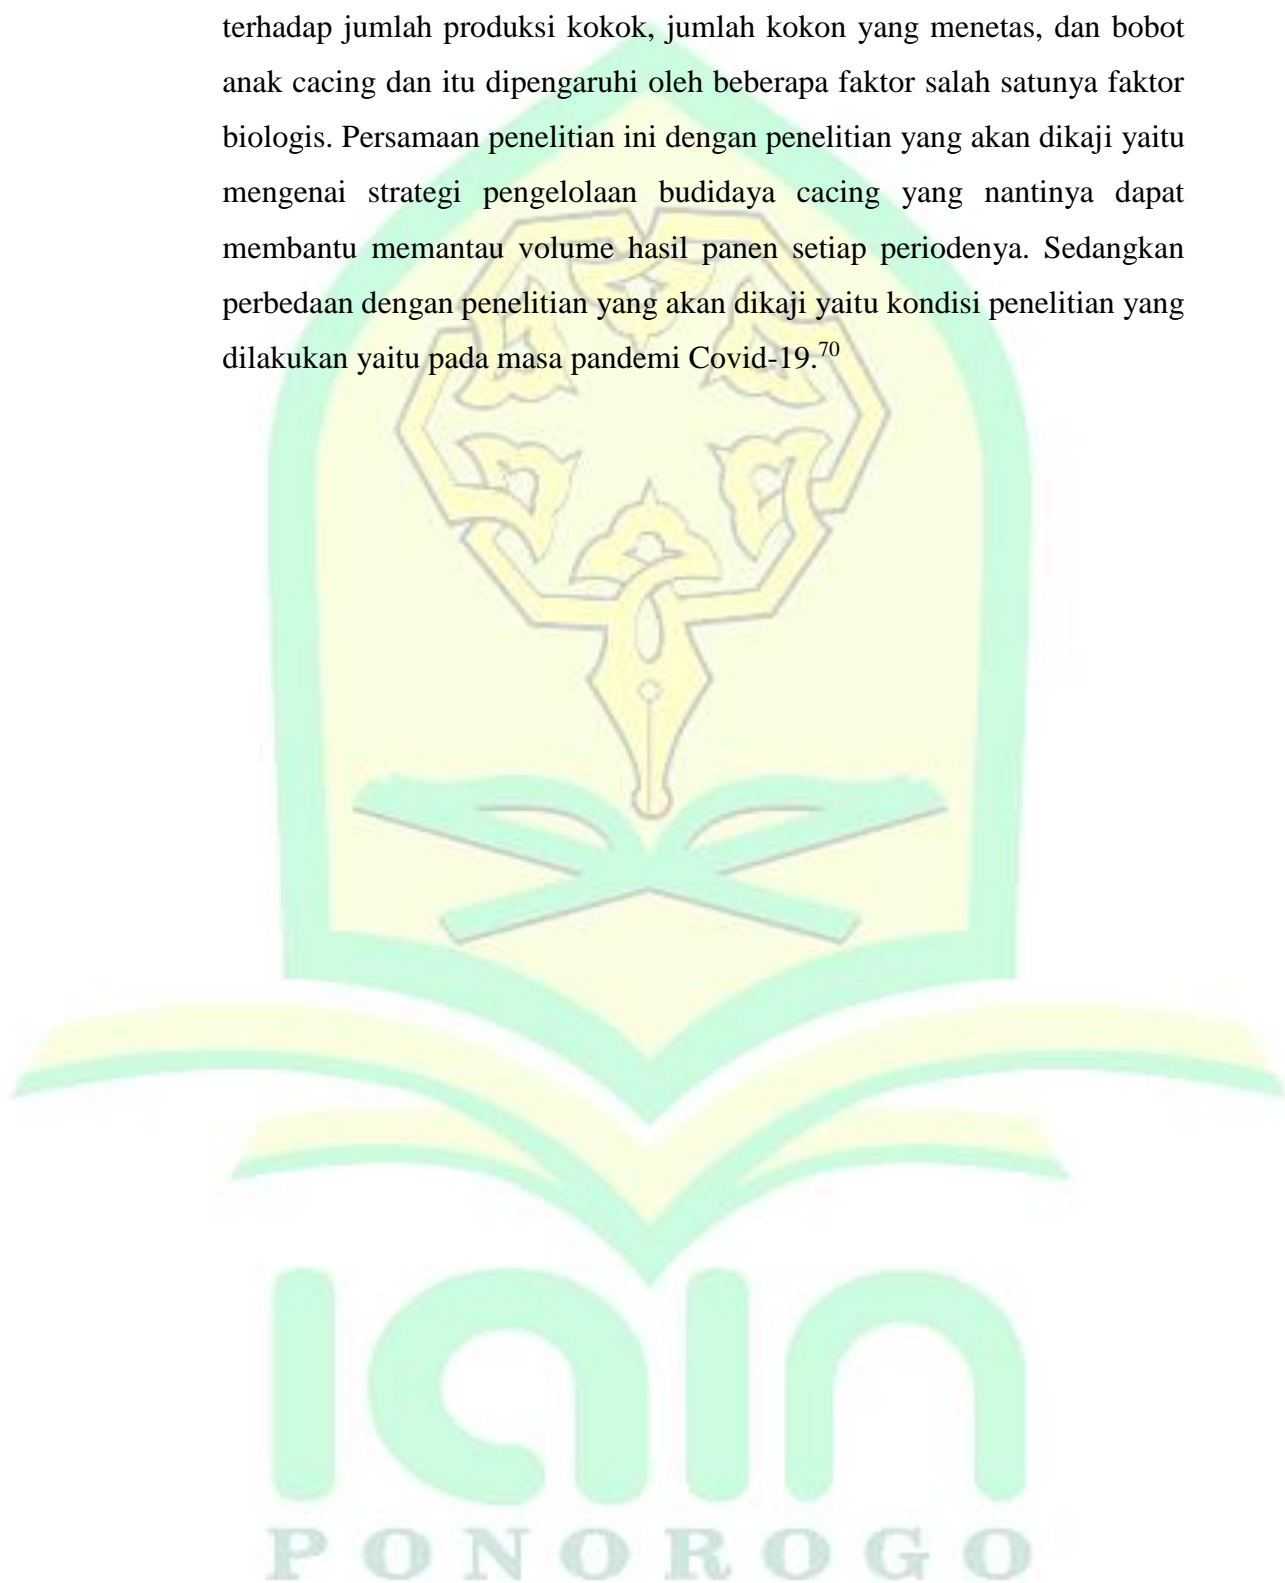 terhadap jumlah produksi kokok, jumlah kokon yang menetas, dan bobot
anak cacing dan itu dipengaruhi oleh beberapa faktor salah satunya faktor
biologis. Persamaan penelitian ini dengan penelitian yang akan dikaji yaitu
mengenai strategi pengelolaan budidaya cacing yang nantinya dapat
membantu memantau volume hasil panen setiap periodenya. Sedangkan
perbedaan dengan penelitian yang akan dikaji yaitu kondisi penelitian yang
dilakukan yaitu pada masa pandemi Covid-19.70
iain
PONOROGO